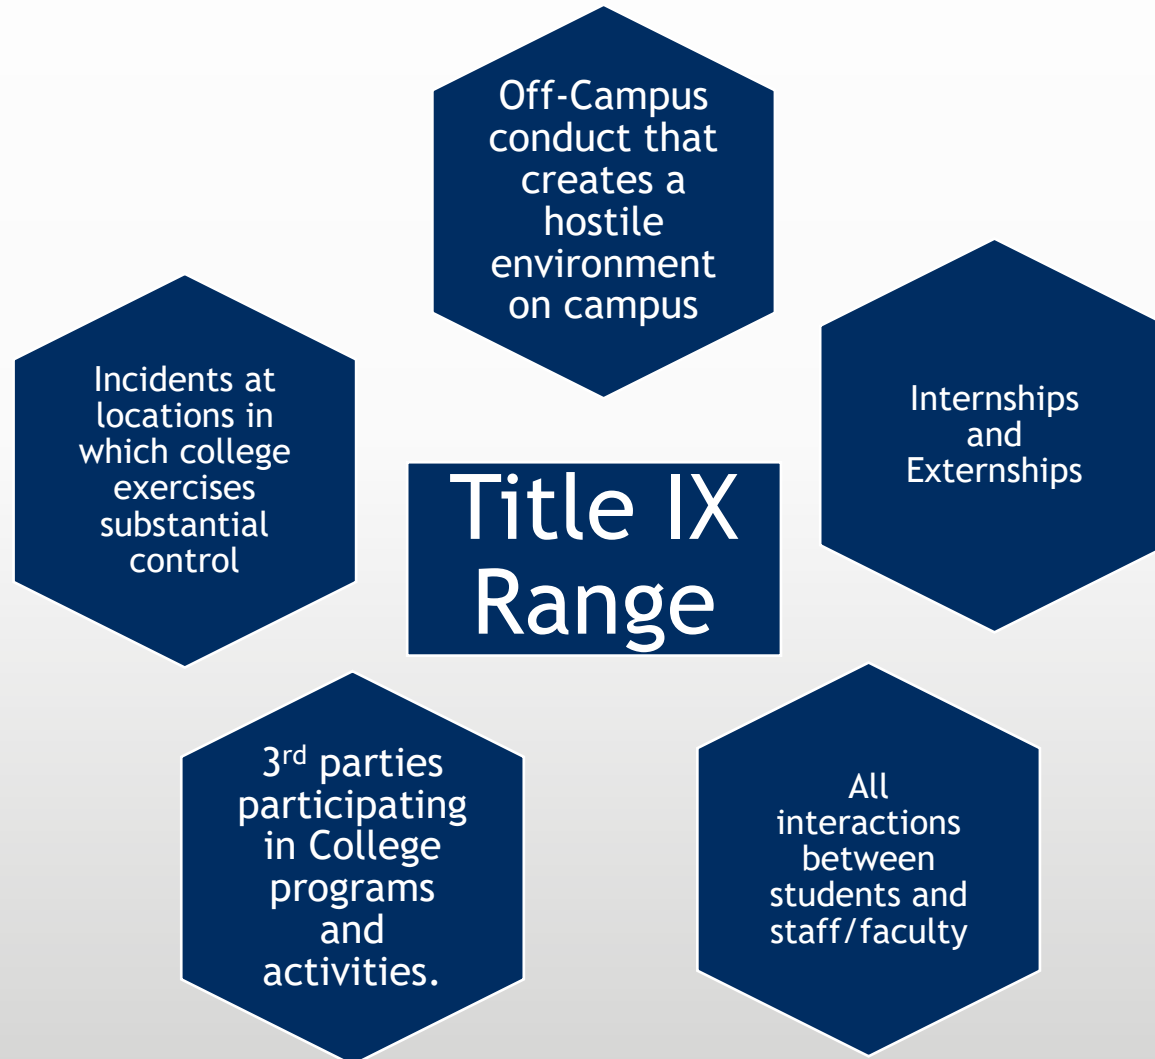 Off-Campus
conduct that
creates a
hostile
environment
on campus
Internships
and
Externships
All
interactions
between
students and
staff/faculty
3rd parties
participating
in College
programs
and
activities.
Incidents at
locations in
which college
exercises
substantial
control
Title IX
Range